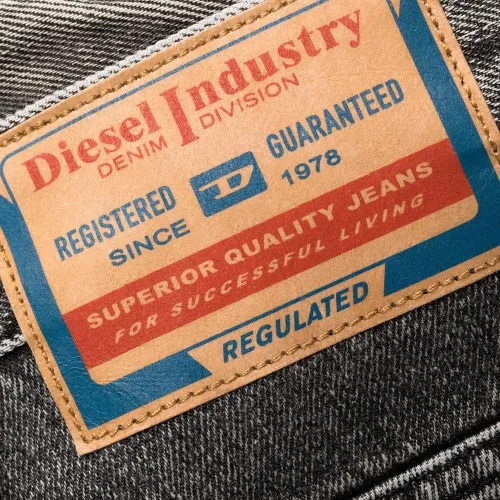 Diesel Industry
DENIM DIVISION
REGISTERED GUARANTEED
SINCE D 1978
SUPERIOR QUALITY JEANS
FOR SUCCESSFUL LIVING
REGULATED